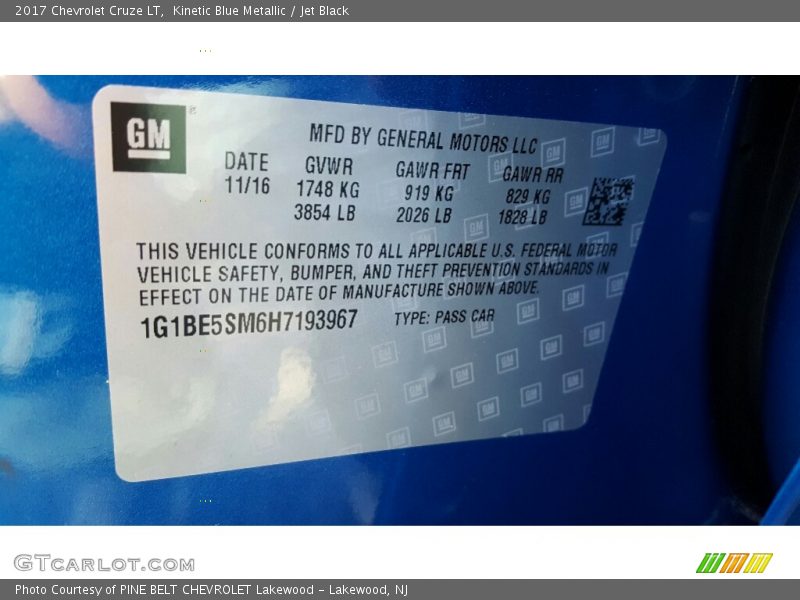 2017 Chevrolet Cruze LT, Kinetic Blue Metallic / Jet Black
GM
MFD BY GENERAL MOTORS LLC
DATE GVWR GAWR FRT GAWR RR
11/16 1748 KG 919 KG 829 KG
3854 LB 2026 LB 1828 LB
THIS VEHICLE CONFORMS TO ALL APPLICABLE U.S. FEDERAL MOTOR
VEHICLE SAFETY, BUMPER, AND THEFT PREVENTION STANDARDS IN
EFFECT ON THE DATE OF MANUFACTURE SHOWN ABOVE.
1G1BE5SM6H7193967 TYPE: PASS CAR
GTCARLOT.COM
Photo Courtesy of PINE BELT CHEVROLET Lakewood - Lakewood, NJ